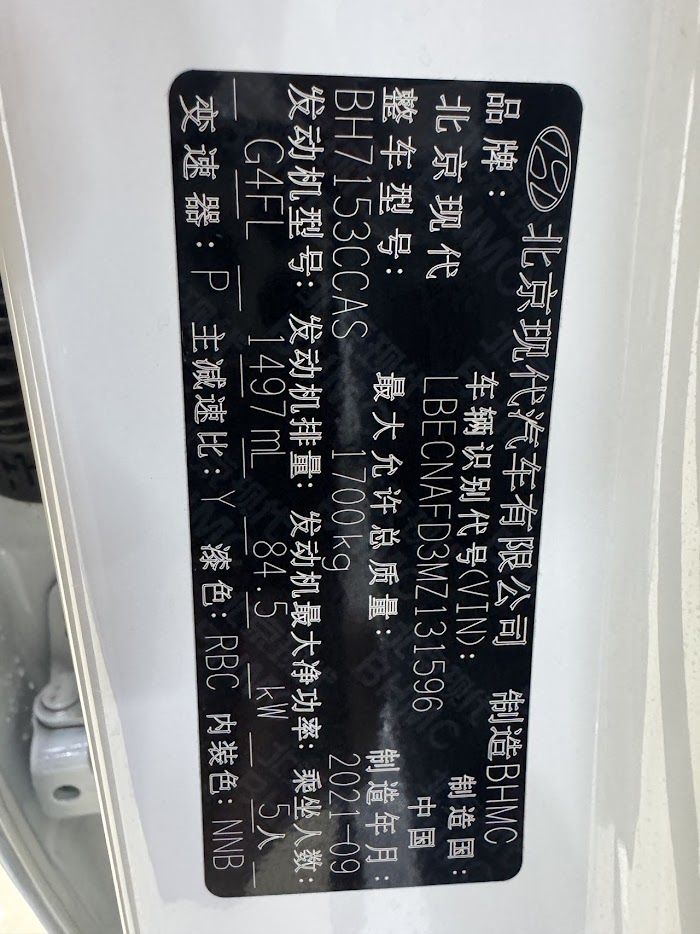 北京现代汽车有限公司 制造BHMC
品牌: 车辆识别代号(VIN): 制造国:
北京现代 LBECNAFD3MZ131596 中国
整车型号: 最大允许总质量: 制造年月:
BH7153CCAS 1700kg 2021-09
发动机型号: 发动机排量: 发动机最大净功率: 乘坐人数:
G4FL 1497mL 84.5 kW 5人
变速器: P 主减速比: Y 漆色: RBC 内装色: NNB